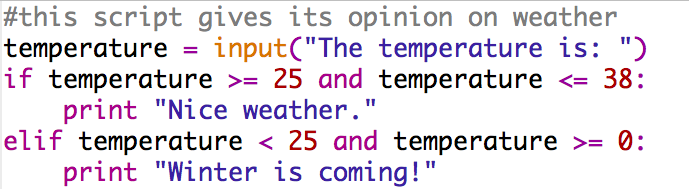 #this script gives its opinion on weather
temperature = input("The temperature is: ")
if temperature >= 25 and temperature <= 38:
    print "Nice weather."
elif temperature < 25 and temperature >= 0:
    print "Winter is coming!"